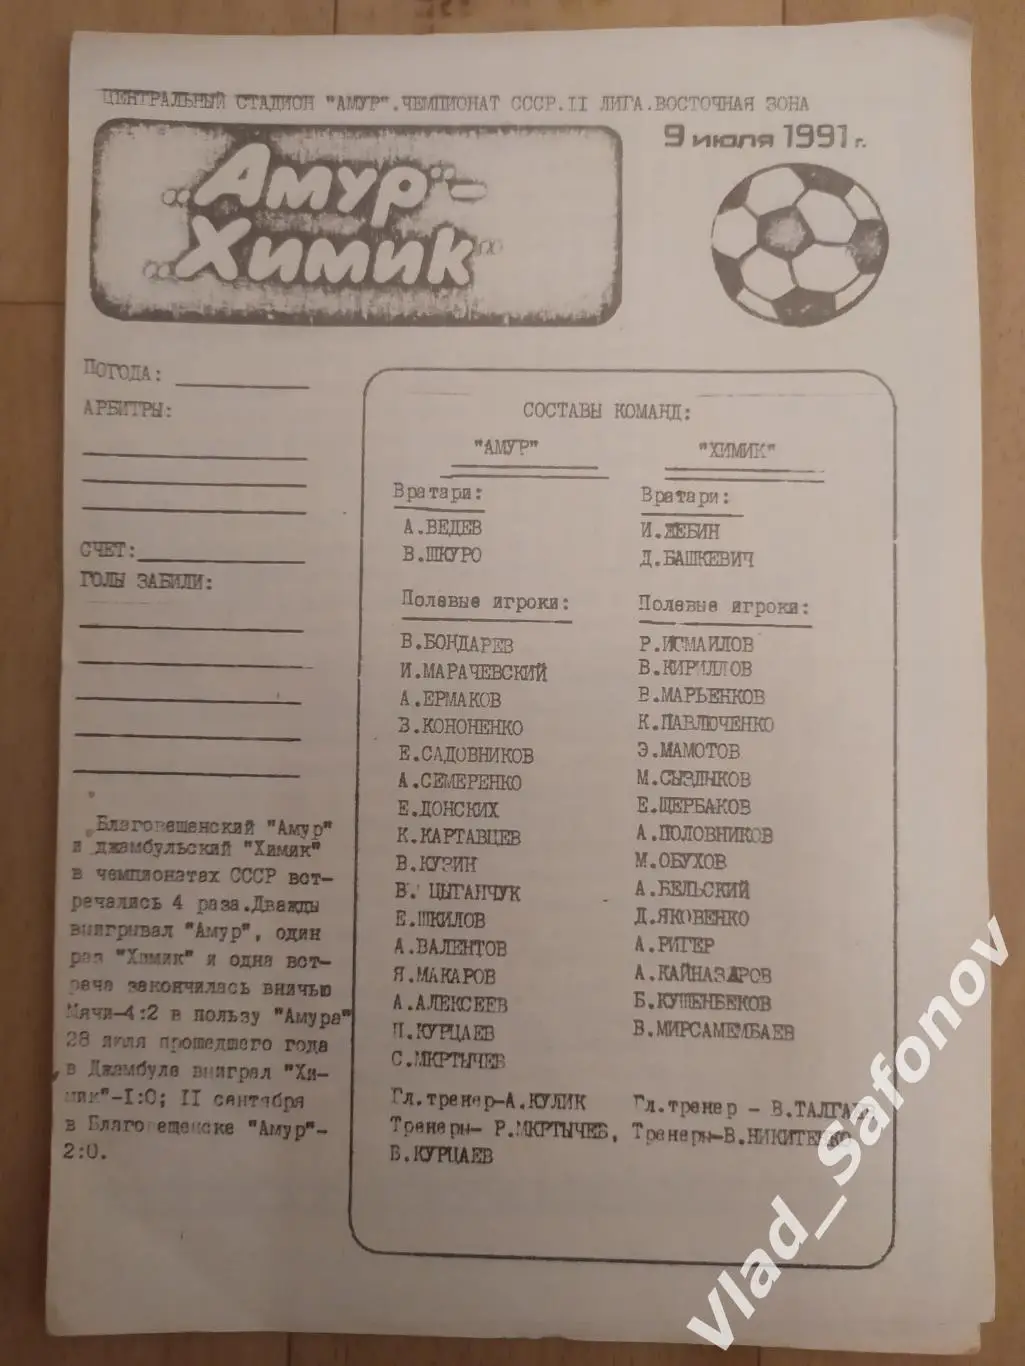 ЦЕНТРАЛЬНЫЙ СТАДИОН "АМУР".ЧЕМПИОНАТ СССР.II ЛИГА.ВОСТОЧНАЯ ЗОНА
9 июля 1991 г.
„Амур"-
„Химик"
ПОГОДА:
АРБИТРЫ:
СЧЕТ:
ГОЛЫ ЗАБИЛИ:
Благовещенский "Амур"
и джамбульский "Химик"
в чемпионатах СССР вст-
речались 4 раза.Дважды
выигрывал "Амур", один
раз "Химик" и одна вст-
реча закончилась вничью
Мячи-4:2 в пользу "Амура"
28 июля прошедшего года
в Джамбуле выиграл "Хи-
мик"-I:0; II сентября
в Благовещенске "Амур"-
2:0.
СОСТАВЫ КОМАНД:
"АМУР"
Вратари:
А.ВЕДЕВ
В.ШКУРО
Полевые игроки:
В.БОНДАРЕВ
И.МАРАЧЕВСКИЙ
А.ЕРМАКОВ
В.КОНОНЕНКО
Е.САДОВНИКОВ
А.СЕМЕРЕНКО
Е.ДОНСКИХ
К.КАРТАВЦЕВ
В.КУЗИН
В. ЦЫГАНЧУК
Е.ШКИЛОВ
А.ВАЛЕНТОВ
Я.МАКАРОВ
А.АЛЕКСЕЕВ
П.КУРЦАЕВ
С.МКРТЫЧЕВ
Гл.тренер-А.КУЛИК
Тренеры- Р.МКРТЫЧЕВ,
В.КУРЦАЕВ
"ХИМИК"
Вратари:
И.ЖЕБИН
Д.БАШКЕВИЧ
Полевые игроки:
Р.ИСМАИЛОВ
В.КИРИЛЛОВ
В.МАРЬЕНКОВ
К.ПАВЛЮЧЕНКО
Э.МАМОТОВ
М.СЫЗДЫКОВ
Е.ЩЕРБАКОВ
А.ПОЛОВНИКОВ
М.ОБУХОВ
А.БЕЛЬСКИЙ
Д.ЯКОВЕНКО
А.РИГЕР
А.КАЙНАЗАРОВ
Б.КУШЕНБЕКОВ
В.МИРСАМЕМБАЕВ
Гл.тренер - В.ТАЛГАЕВ
Тренеры-В.НИКИТЕНКО
Vlad_Safonov